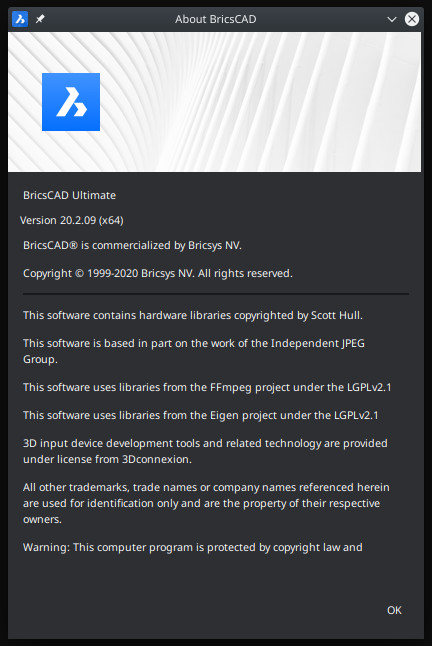 About BricsCAD
BricsCAD Ultimate
Version 20.2.09 (x64)
BricsCAD® is commercialized by Bricsys NV.
Copyright © 1999-2020 Bricsys NV. All rights reserved.
This software contains hardware libraries copyrighted by Scott Hull.
This software is based in part on the work of the Independent JPEG
Group.
This software uses libraries from the FFmpeg project under the LGPLv2.1
This software uses libraries from the Eigen project under the LGPLv2.1
3D input device development tools and related technology are provided
under license from 3Dconnexion.
All other trademarks, trade names or company names referenced herein
are used for identification only and are the property of their respective
owners.
Warning: This computer program is protected by copyright law and
OK